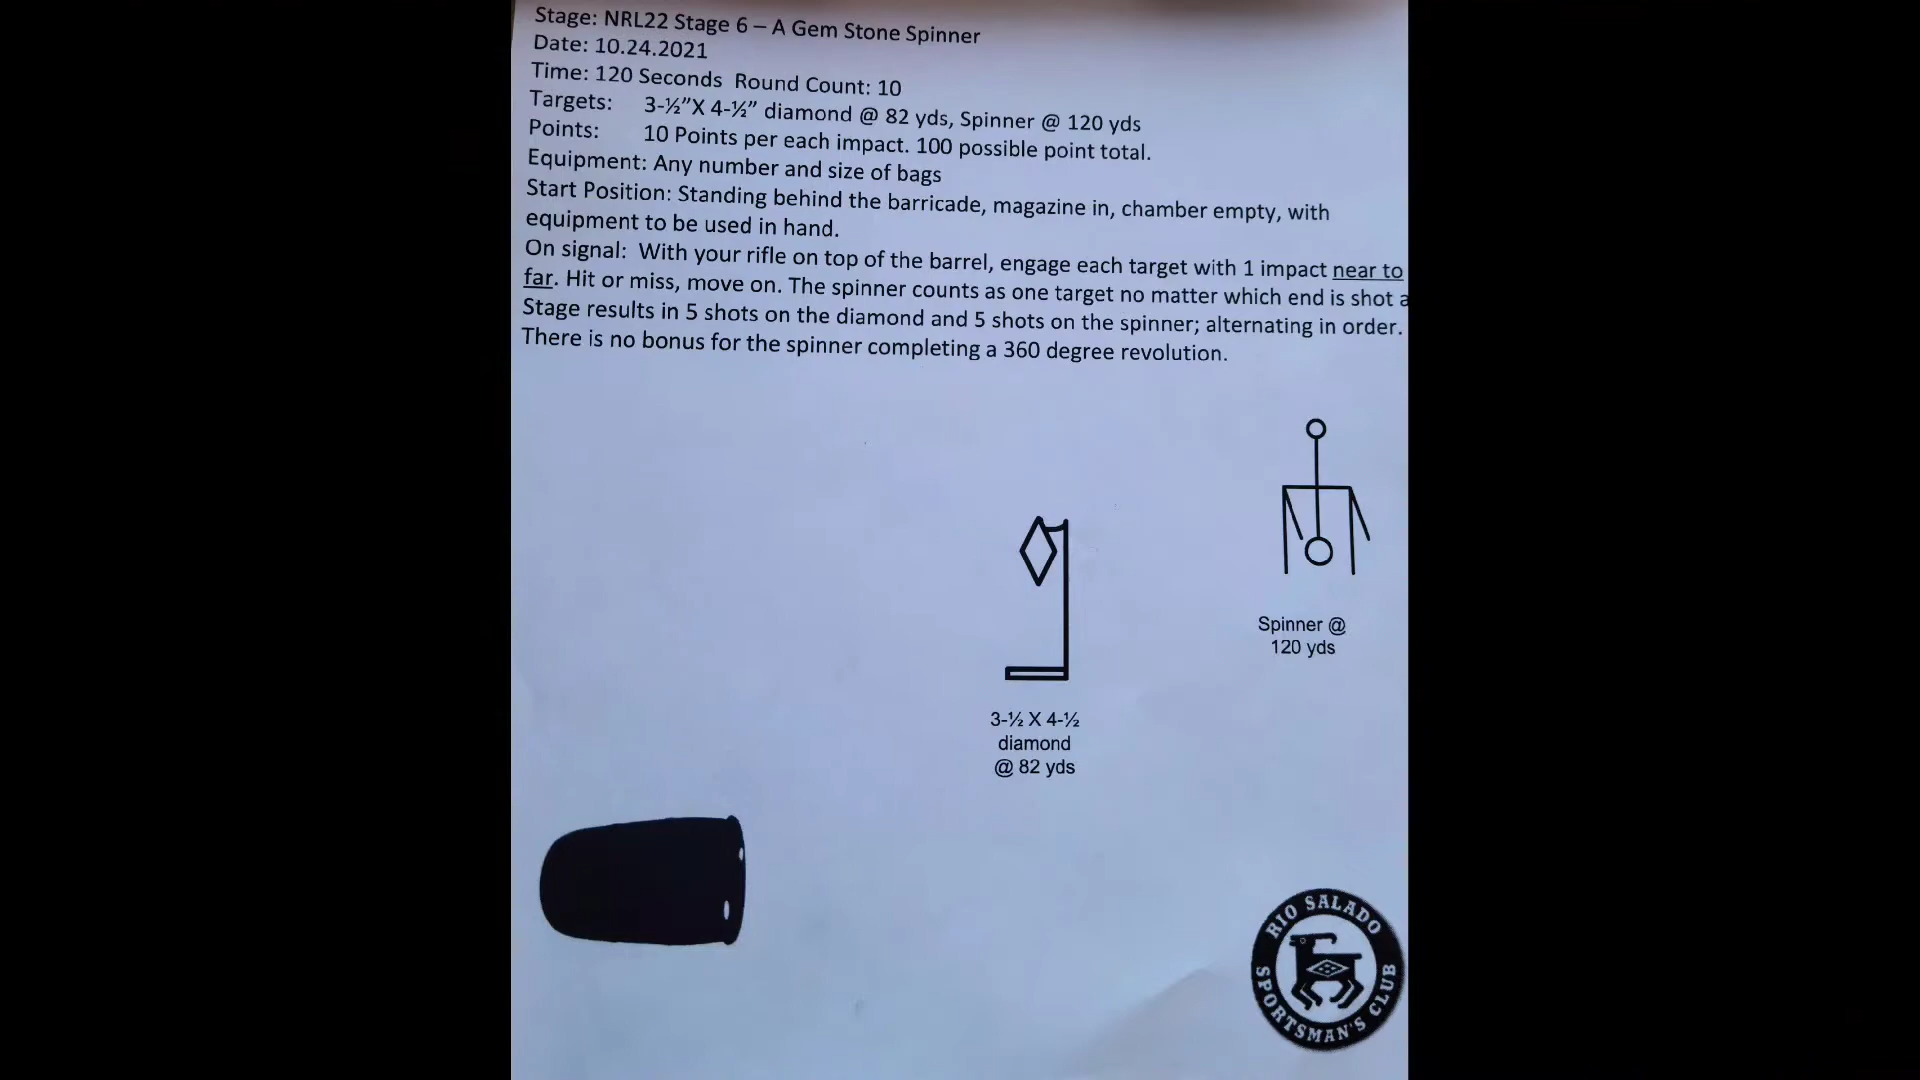 Stage: NRL22 Stage 6 – A Gem Stone Spinner
Date: 10.24.2021
Time: 120 Seconds Round Count: 10
Targets: 3-½”X 4-½” diamond @ 82 yds, Spinner @ 120 yds
Points: 10 Points per each impact. 100 possible point total.
Equipment: Any number and size of bags
Start Position: Standing behind the barricade, magazine in, chamber empty, with
equipment to be used in hand.
On signal: With your rifle on top of the barrel, engage each target with 1 impact near to
far. Hit or miss, move on. The spinner counts as one target no matter which end is shot
Stage results in 5 shots on the diamond and 5 shots on the spinner; alternating in order.
There is no bonus for the spinner completing a 360 degree revolution.
Spinner @
120 yds
3-½ X 4-½
diamond
@ 82 yds
RIO SALADO
SPORTSMAN'S CLUB